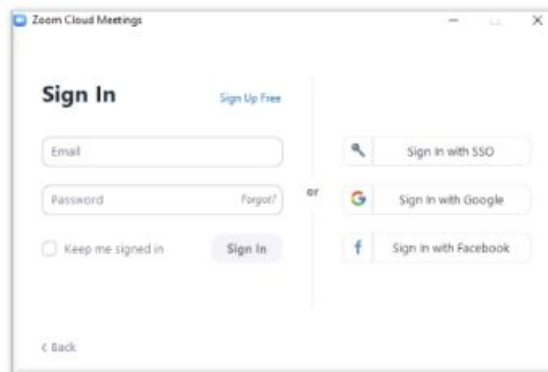 Zoom Cloud Meetings
Sign In
Sign Up Free
Email
Password
Forgot?
Keep me signed in
Sign In
or
Sign In with SSO
Sign In with Google
Sign In with Facebook
Back